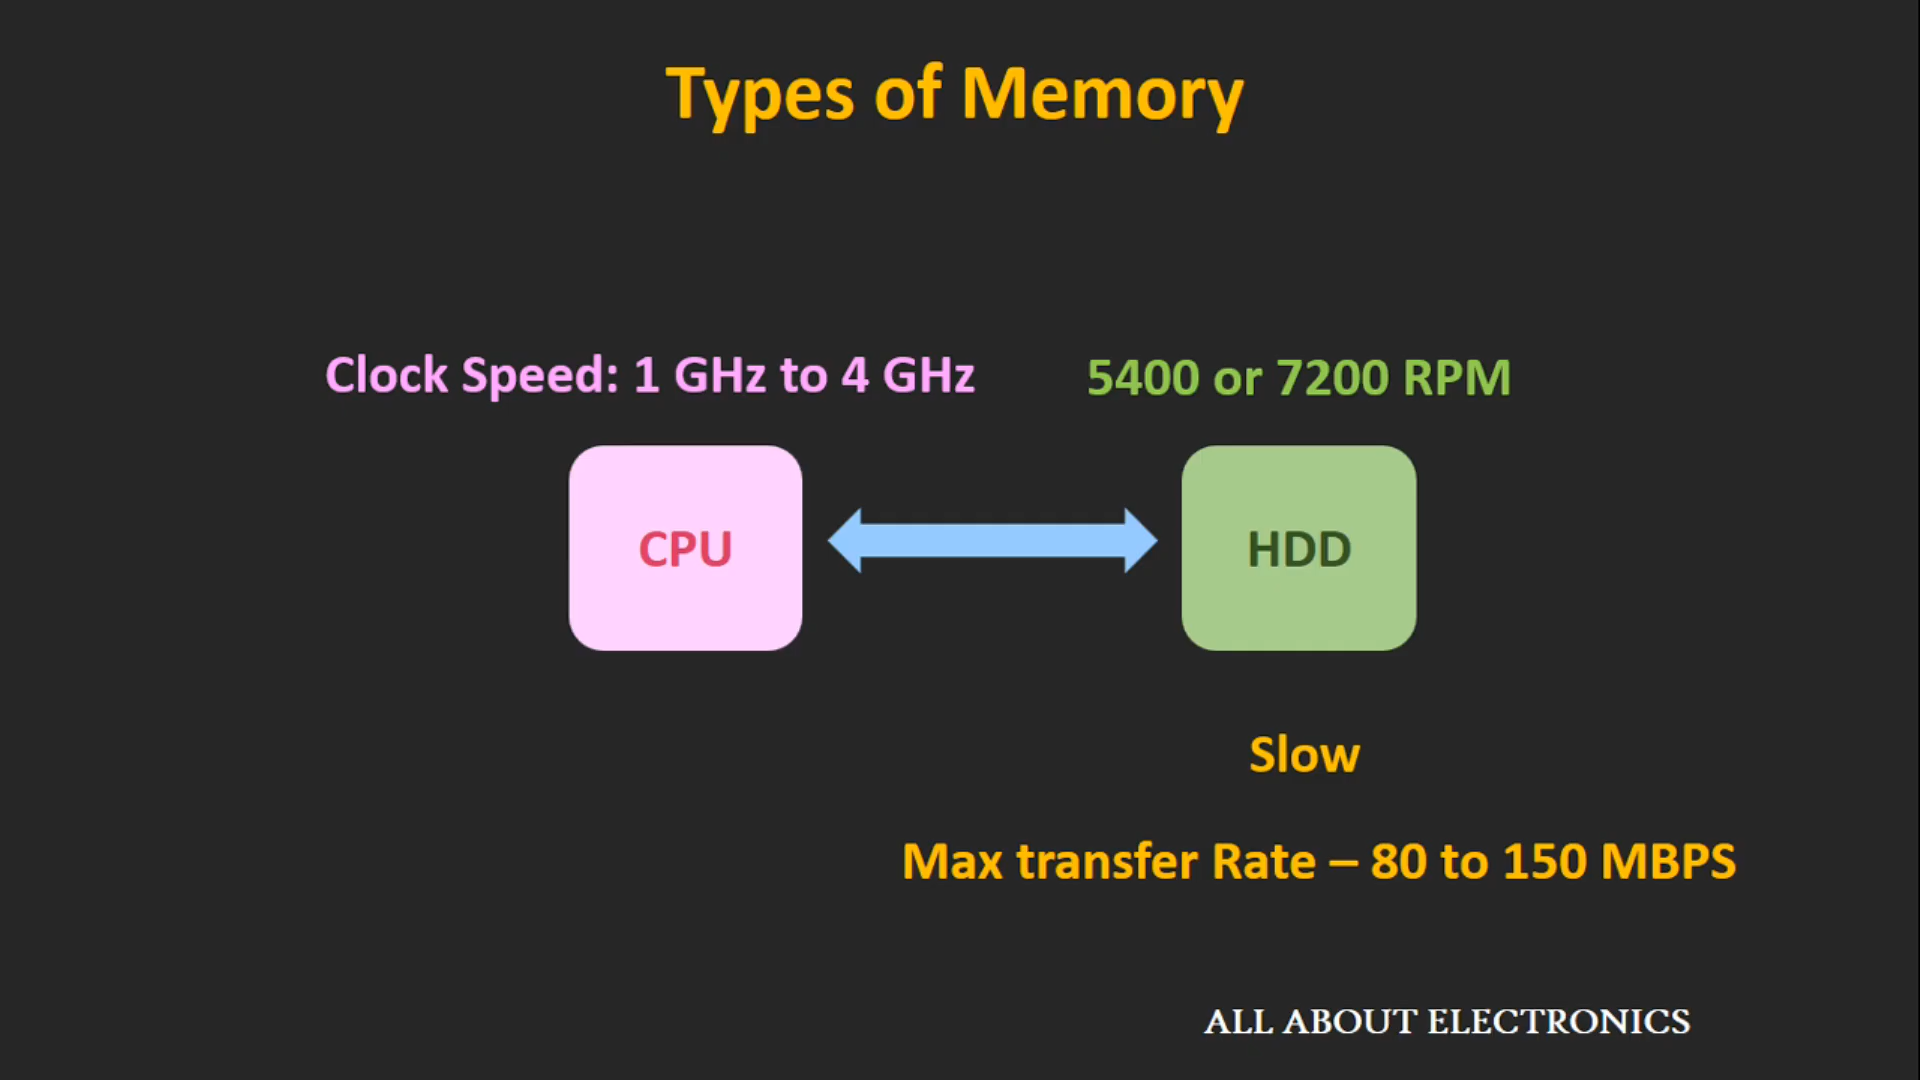 Types of Memory
Clock Speed: 1 GHz to 4 GHz
5400 or 7200 RPM
CPU
HDD
Slow
Max transfer Rate – 80 to 150 MBPS
ALL ABOUT ELECTRONICS